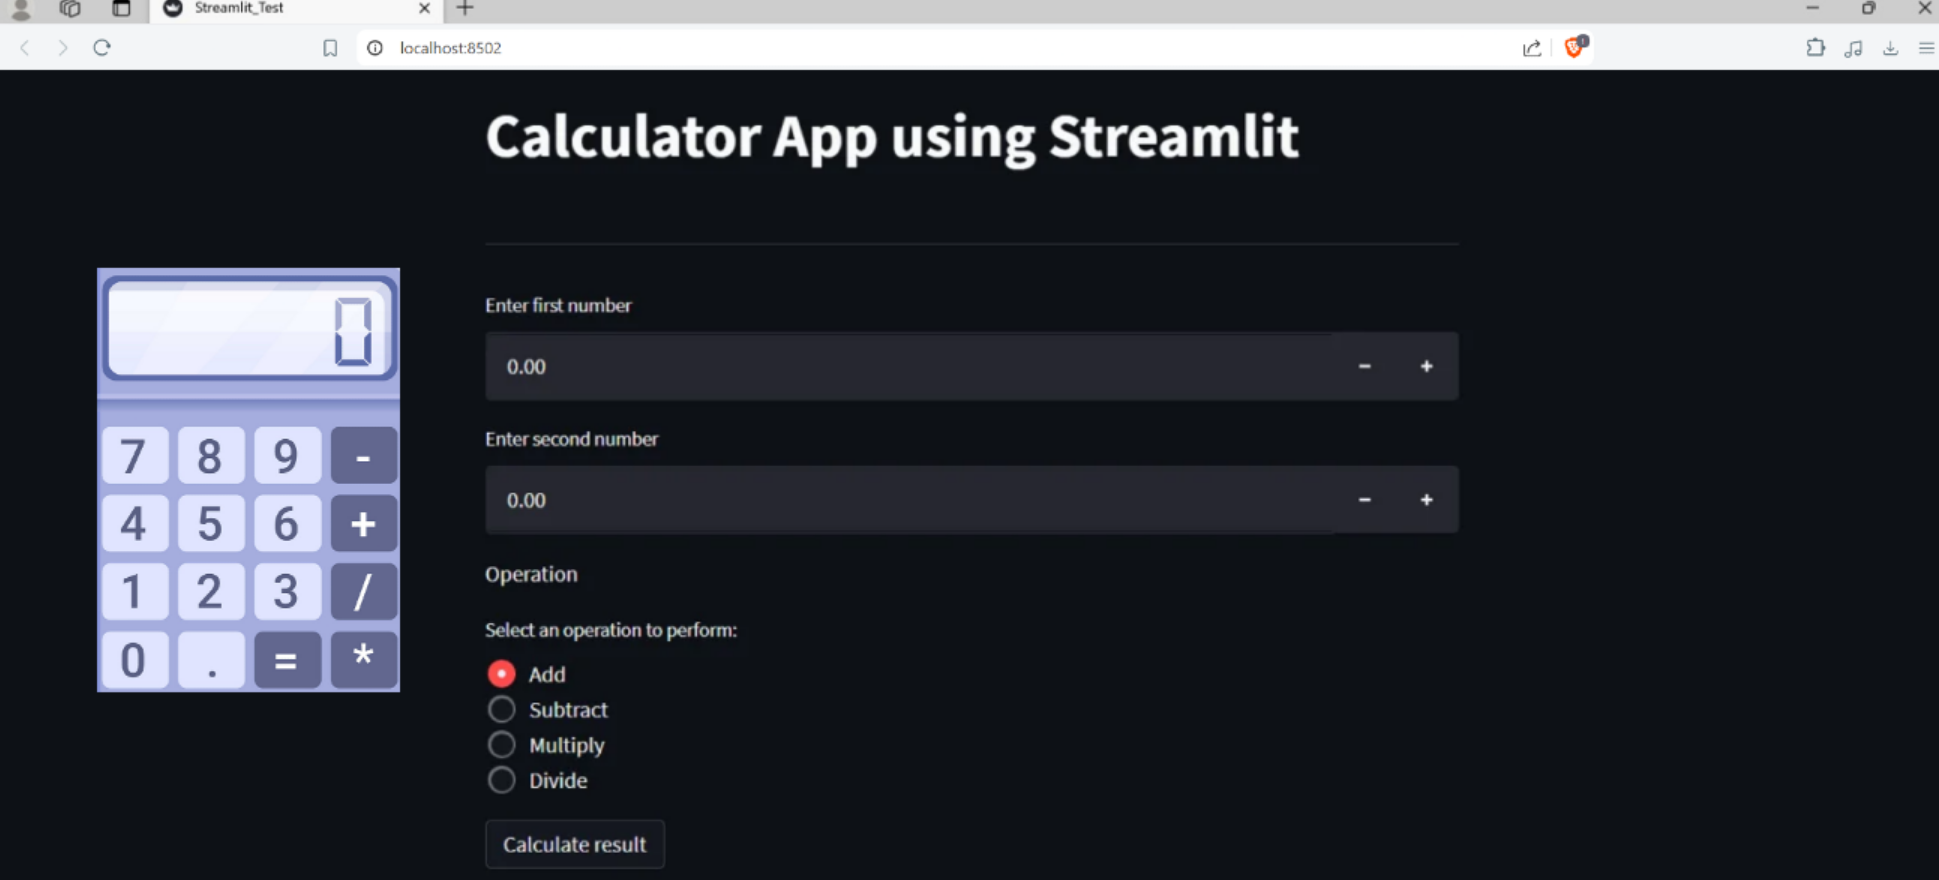 Streamlit_Test
localhost:8502
Calculator App using Streamlit
0
7 8 9 -
4 5 6 +
1 2 3 /
0 . = *
Enter first number
0.00 - +
Enter second number
0.00 - +
Operation
Select an operation to perform:
Add
Subtract
Multiply
Divide
Calculate result